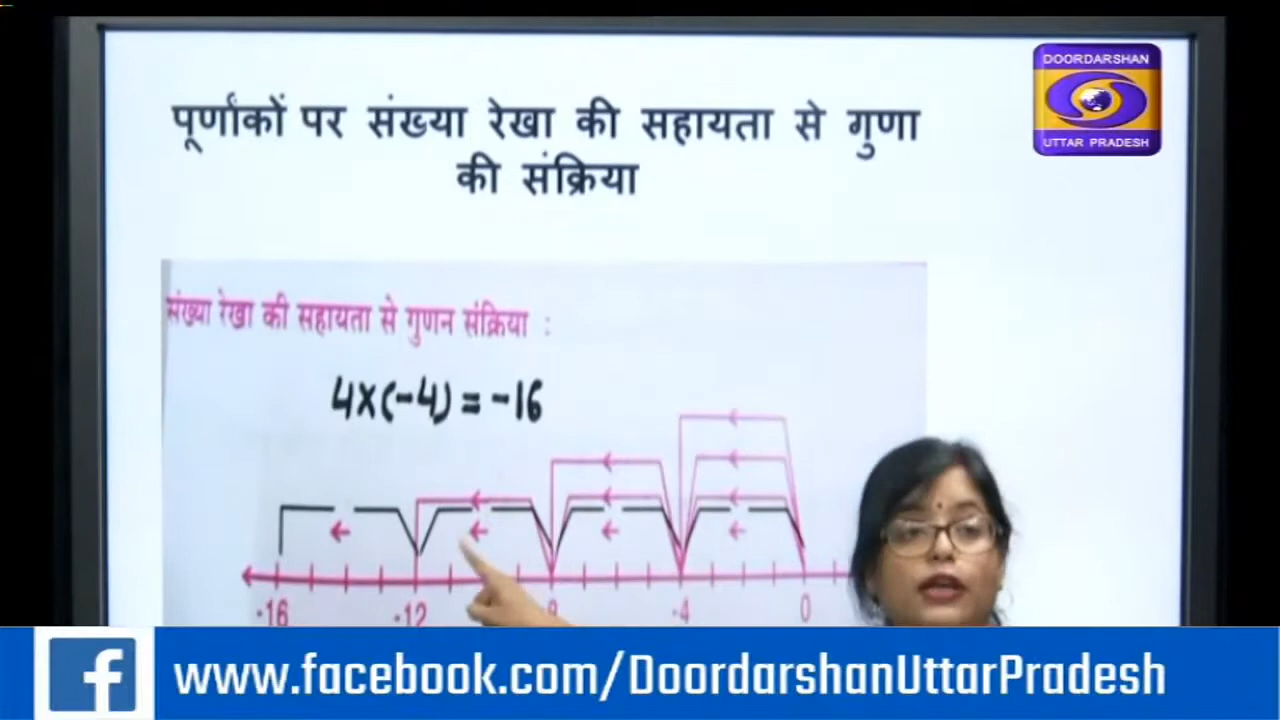 DOORDARSHAN
UTTAR PRADESH
पूर्णांकों पर संख्या रेखा की सहायता से गुणा
की संक्रिया
संख्या रेखा की सहायता से गुणन संक्रिया :
4×(-4) = -16
-16 -12 -8 -4 0
f www.facebook.com/DoordarshanUttarPradesh